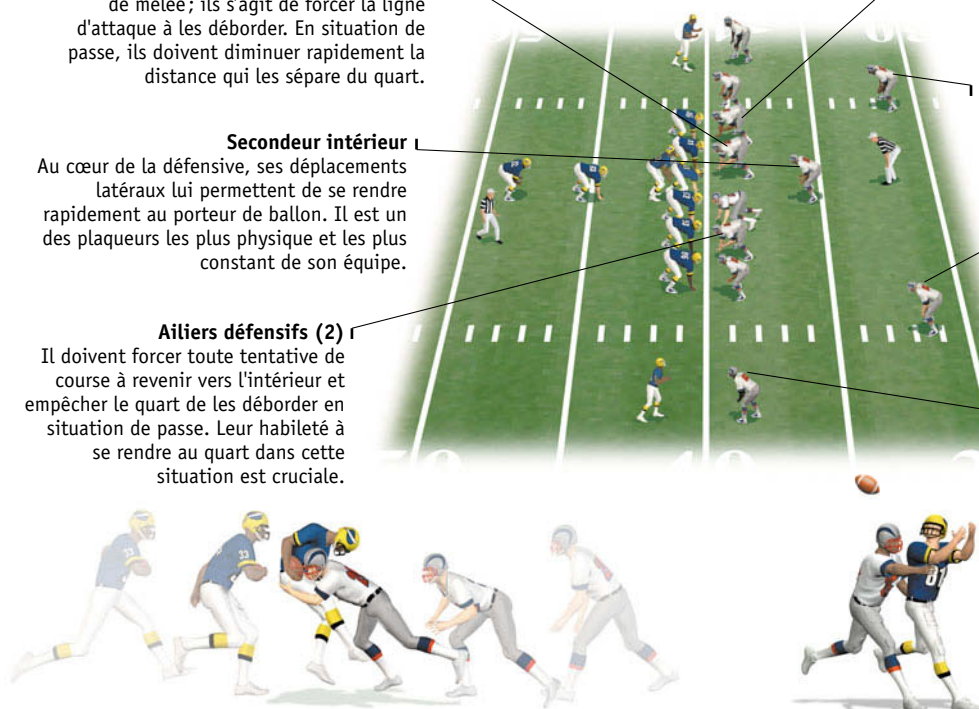 de mêlée ; ils s'agit de forcer la ligne
d'attaque à les déborder. En situation de
passe, ils doivent diminuer rapidement la
distance qui les sépare du quart.
Secondeur intérieur
Au cœur de la défensive, ses déplacements
latéraux lui permettent de se rendre
rapidement au porteur de ballon. Il est un
des plaqueurs les plus physique et les plus
constant de son équipe.
Ailiers défensifs (2)
Il doivent forcer toute tentative de
course à revenir vers l'intérieur et
empêcher le quart de les déborder en
situation de passe. Leur habileté à
se rendre au quart dans cette
situation est cruciale.
33
33
81